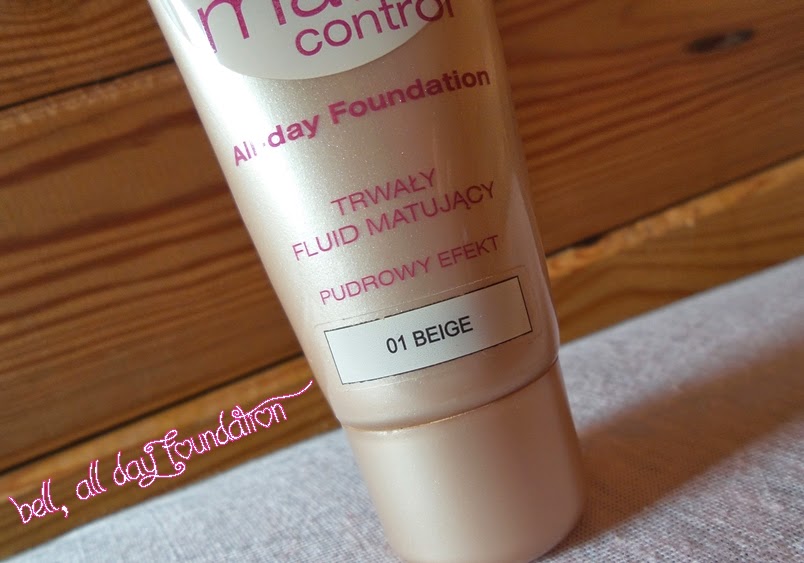 control
All-day Foundation
TRWAŁY
FLUID MATUJĄCY
PUDROWY EFEKT
01 BEIGE
bell, all day foundation